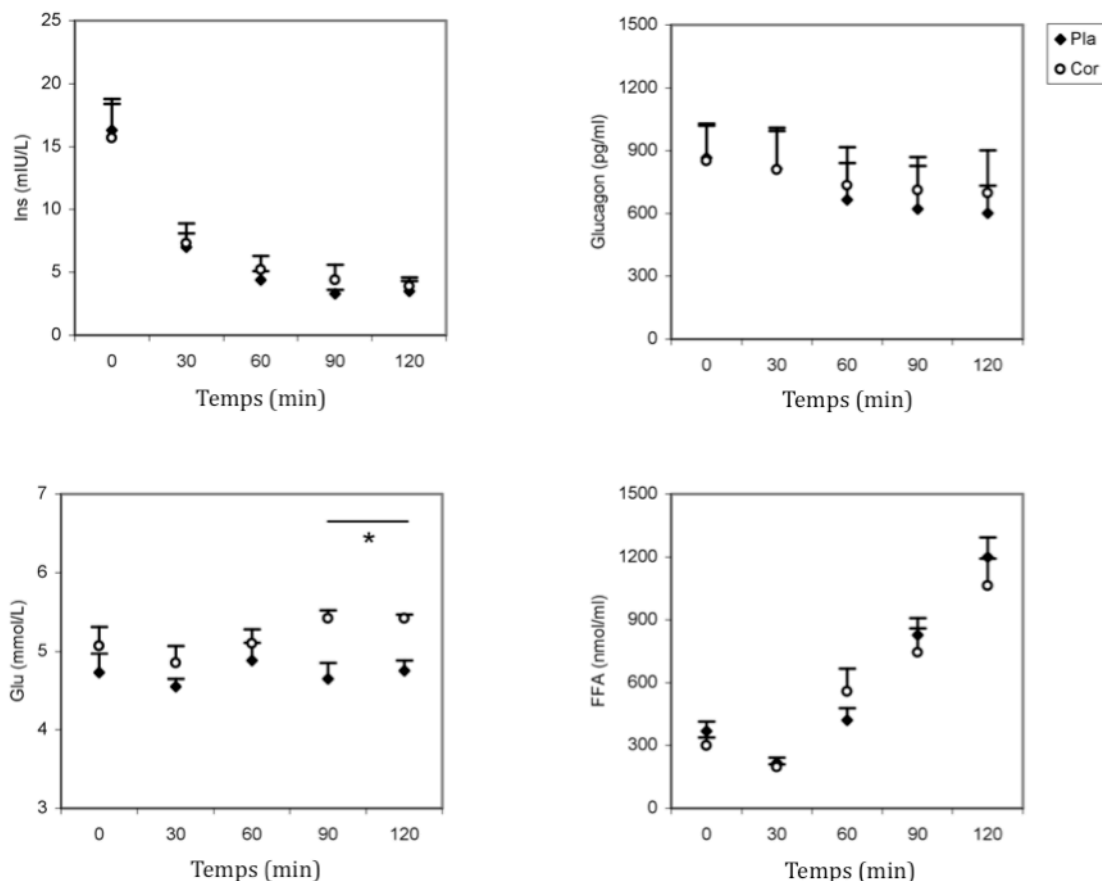 25
20
15
10
5
0
Ins (mIU/L)
0 30 60 90 120
Temps (min)
1500
1200
900
600
300
0
Glucagon (pg/ml)
0 30 60 90 120
Temps (min)
Pla
Cor
7
6
5
4
3
Glu (mmol/L)
*
0 30 60 90 120
Temps (min)
1500
1200
900
600
300
0
FFA (nmol/ml)
0 30 60 90 120
Temps (min)